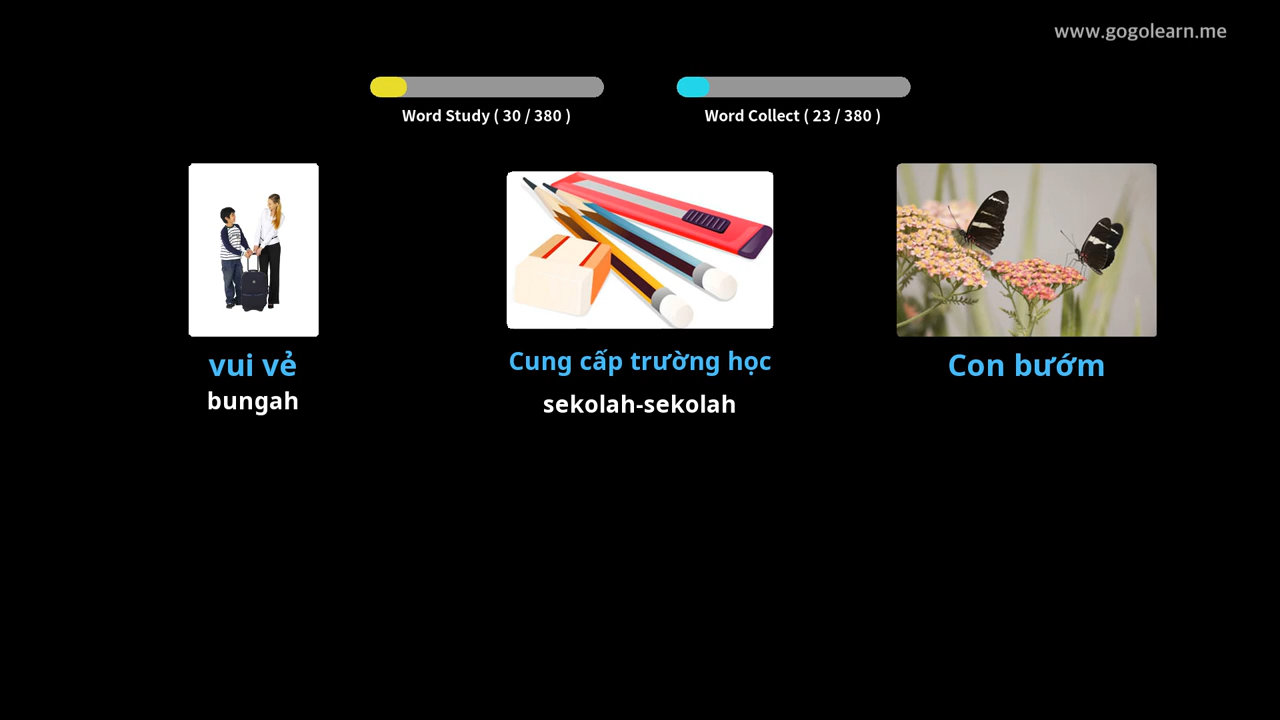 www.gogolearn.me
Word Study ( 30 / 380 )
Word Collect ( 23 / 380 )
vui vẻ
bungah
Cung cấp trường học
sekolah-sekolah
Con bướm